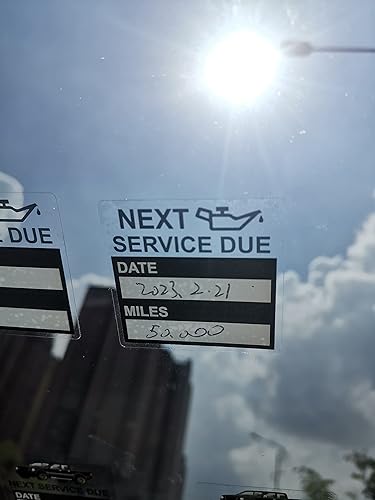 NEXT
SERVICE DUE
DATE
2023.2.21
MILES
50,000
DUE
NEXT SERVICE DUE
DATE